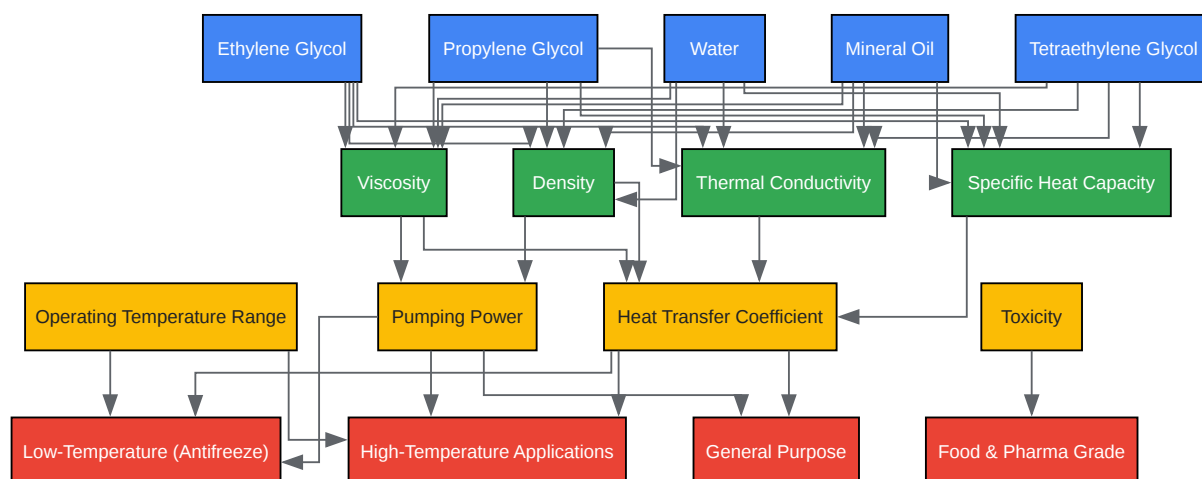 Ethylene Glycol
Propylene Glycol
Water
Mineral Oil
Tetraethylene Glycol
Viscosity
Density
Thermal Conductivity
Specific Heat Capacity
Operating Temperature Range
Pumping Power
Heat Transfer Coefficient
Toxicity
Low-Temperature (Antifreeze)
High-Temperature Applications
General Purpose
Food & Pharma Grade